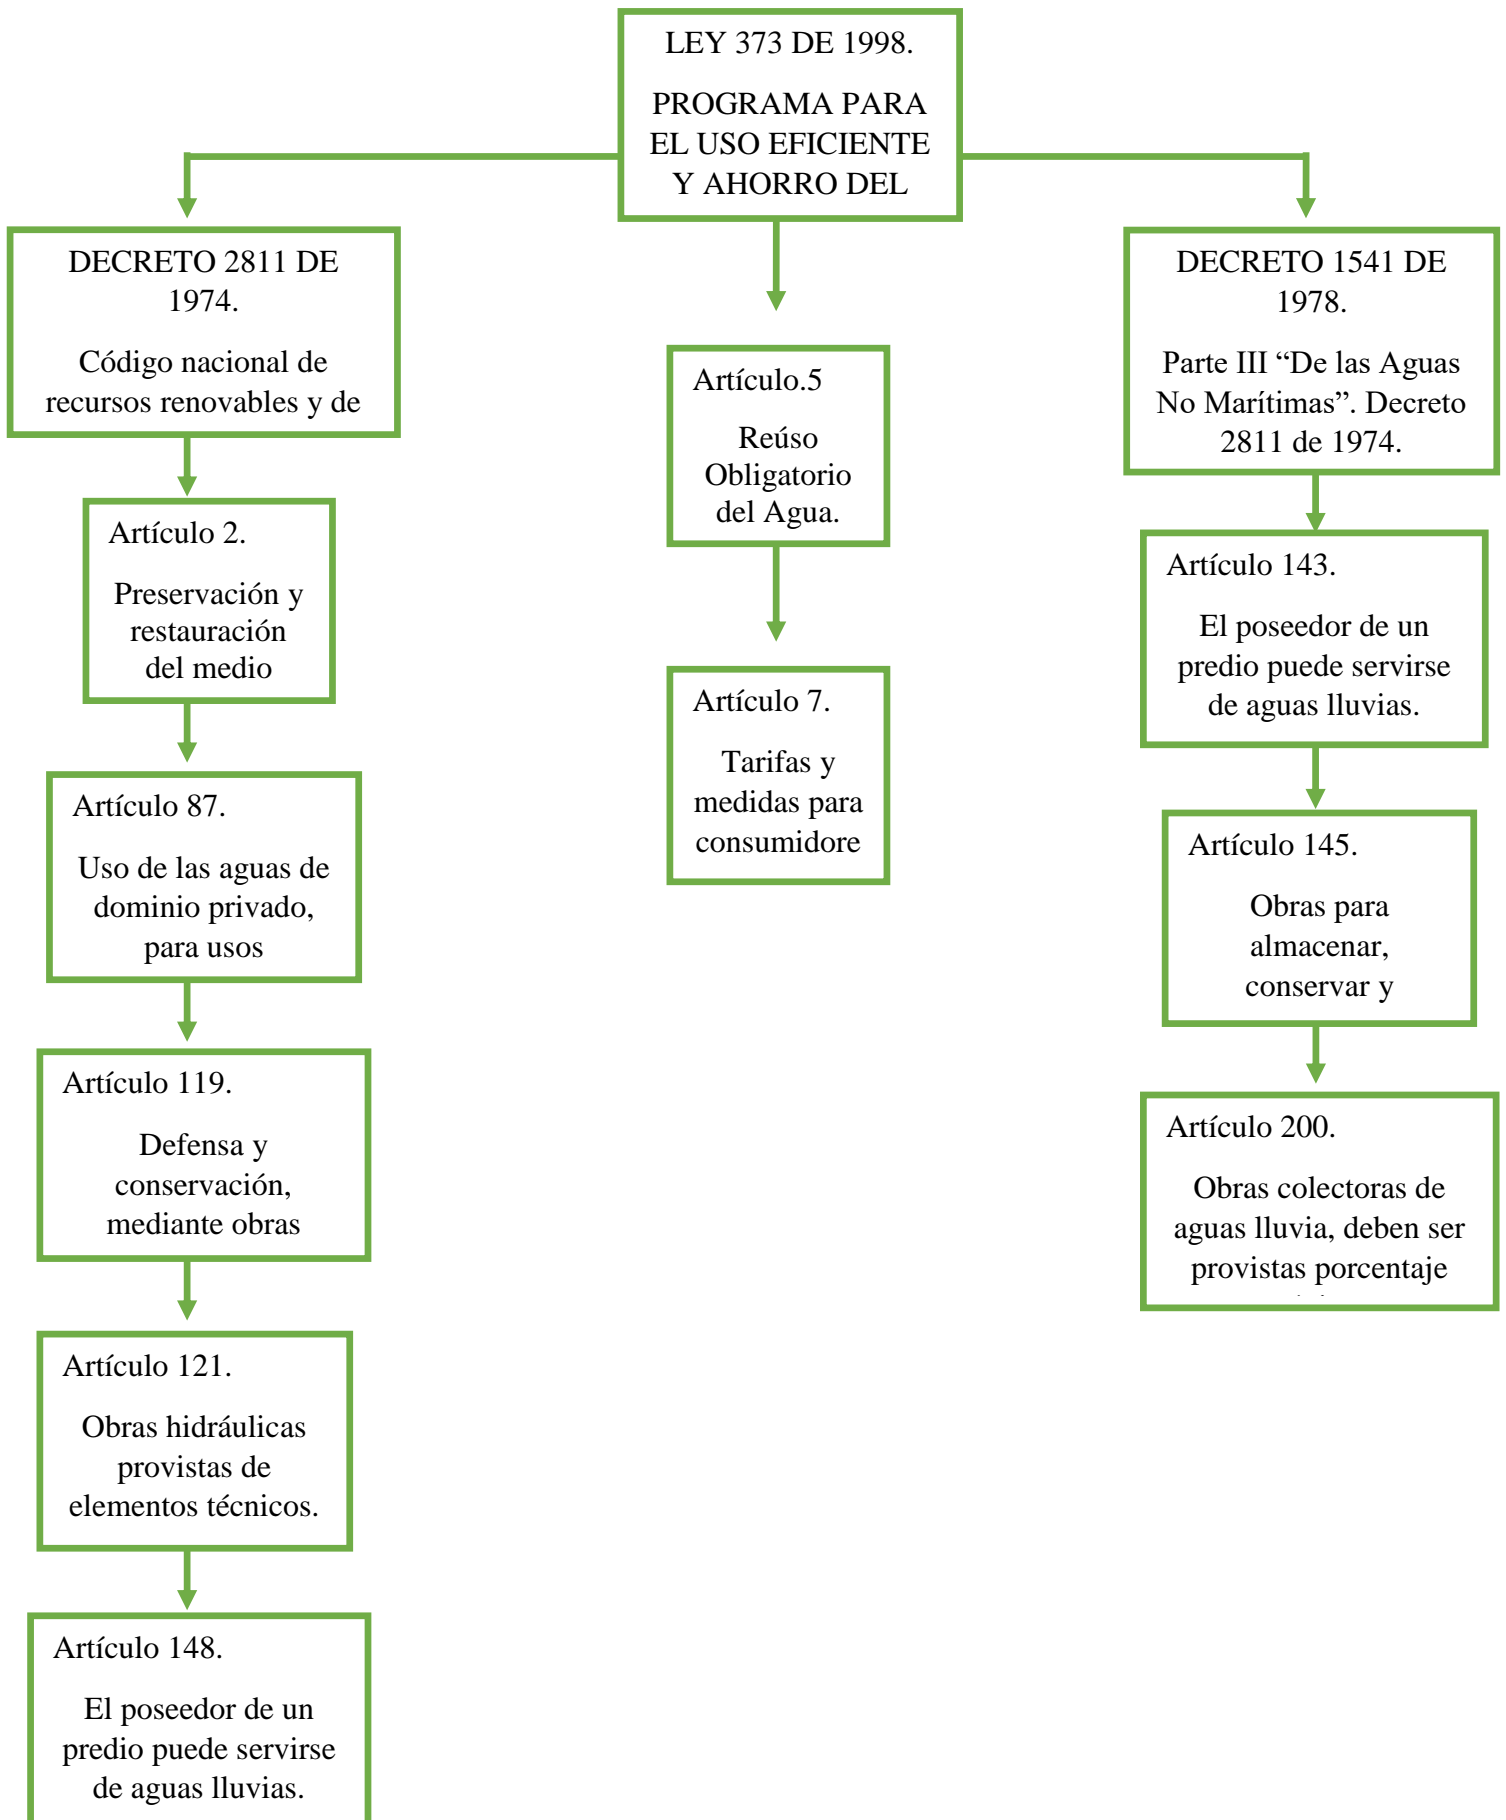 LEY 373 DE 1998.
PROGRAMA PARA
EL USO EFICIENTE
Y AHORRO DEL
DECRETO 2811 DE
1974.
Código nacional de
recursos renovables y de
Artículo 2.
Preservación y
restauración
del medio
Artículo 87.
Uso de las aguas de
dominio privado,
para usos
Artículo 119.
Defensa y
conservación,
mediante obras
Artículo 121.
Obras hidráulicas
provistas de
elementos técnicos.
Artículo 148.
El poseedor de un
predio puede servirse
de aguas lluvias.
Artículo.5
Reúso
Obligatorio
del Agua.
Artículo 7.
Tarifas y
medidas para
consumidore
DECRETO 1541 DE
1978.
Parte III “De las Aguas
No Marítimas”. Decreto
2811 de 1974.
Artículo 143.
El poseedor de un
predio puede servirse
de aguas lluvias.
Artículo 145.
Obras para
almacenar,
conservar y
Artículo 200.
Obras colectoras de
aguas lluvia, deben ser
provistas porcentaje